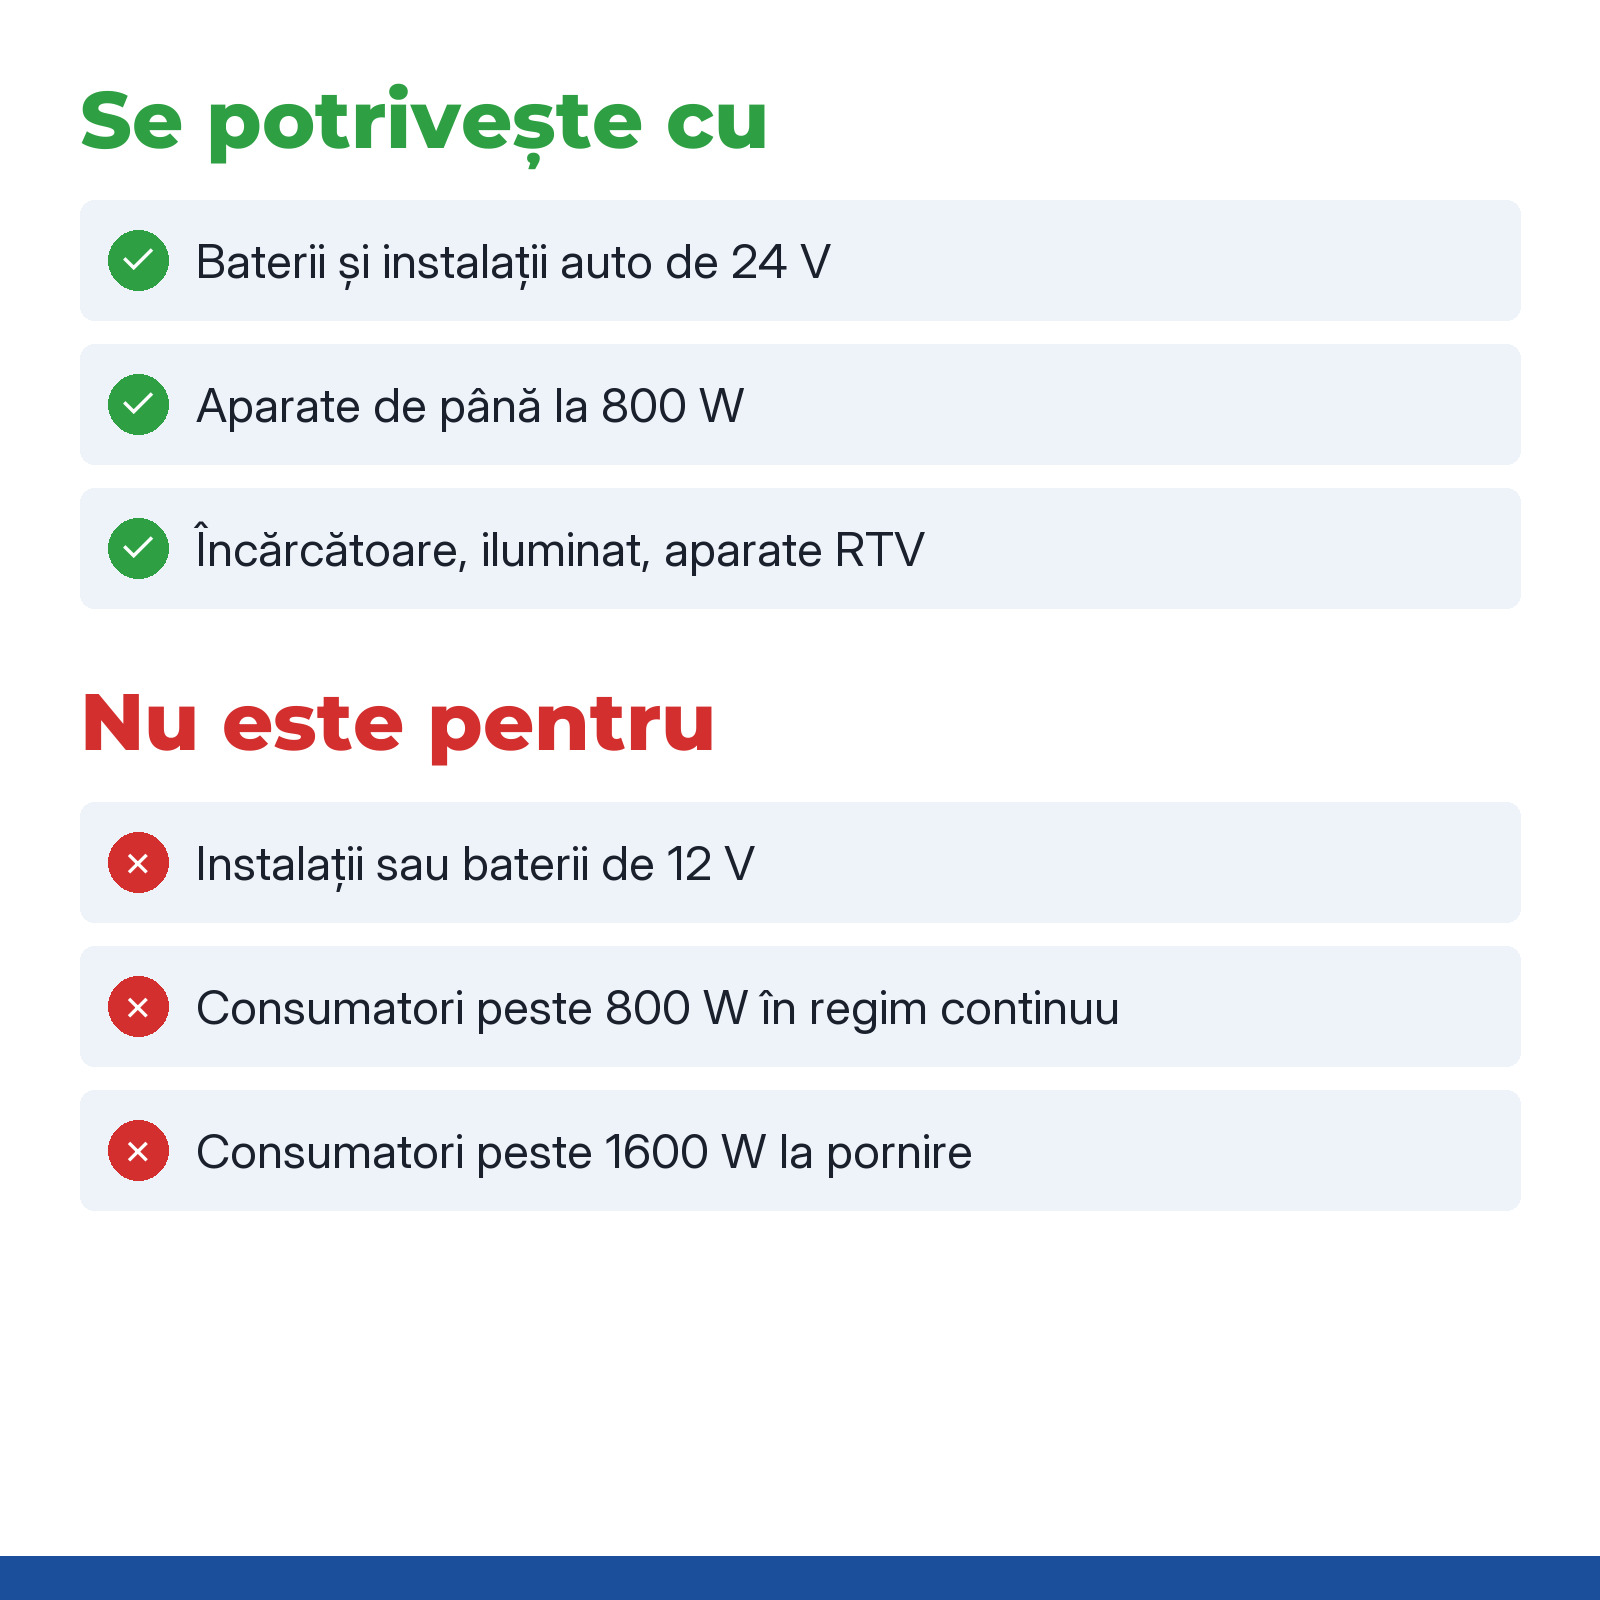 Se potrivește cu
Baterii și instalații auto de 24 V
Aparate de până la 800 W
Încărcătoare, iluminat, aparate RTV
Nu este pentru
Instalații sau baterii de 12 V
Consumatori peste 800 W în regim continuu
Consumatori peste 1600 W la pornire